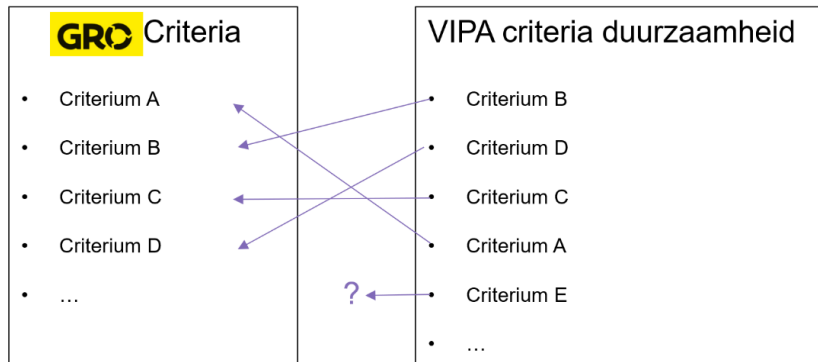 GRO Criteria
• Criterium A
• Criterium B
• Criterium C
• Criterium D
• …
VIPA criteria duurzaamheid
• Criterium B
• Criterium D
• Criterium C
• Criterium A
? • Criterium E
• …